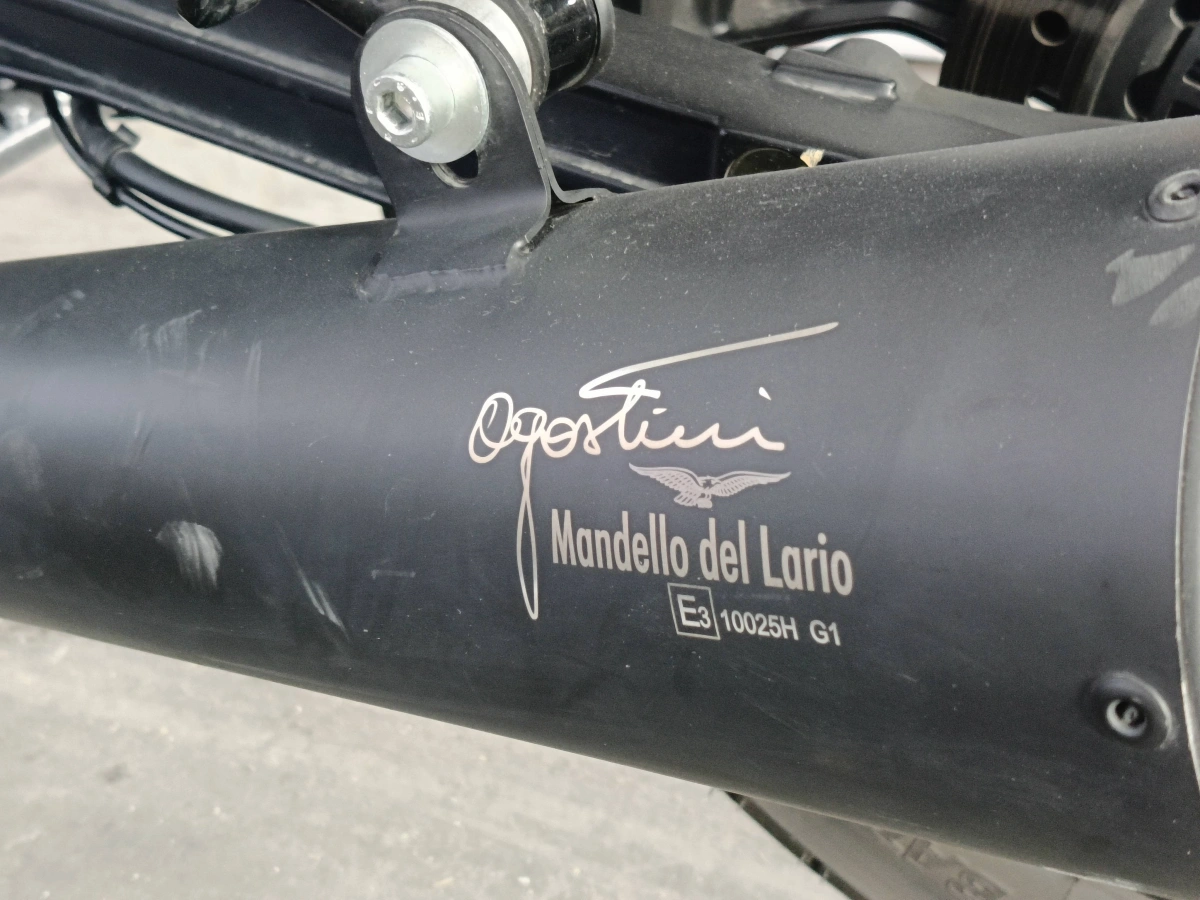 Agostini
Mandello del Lario
E3 10025H G1